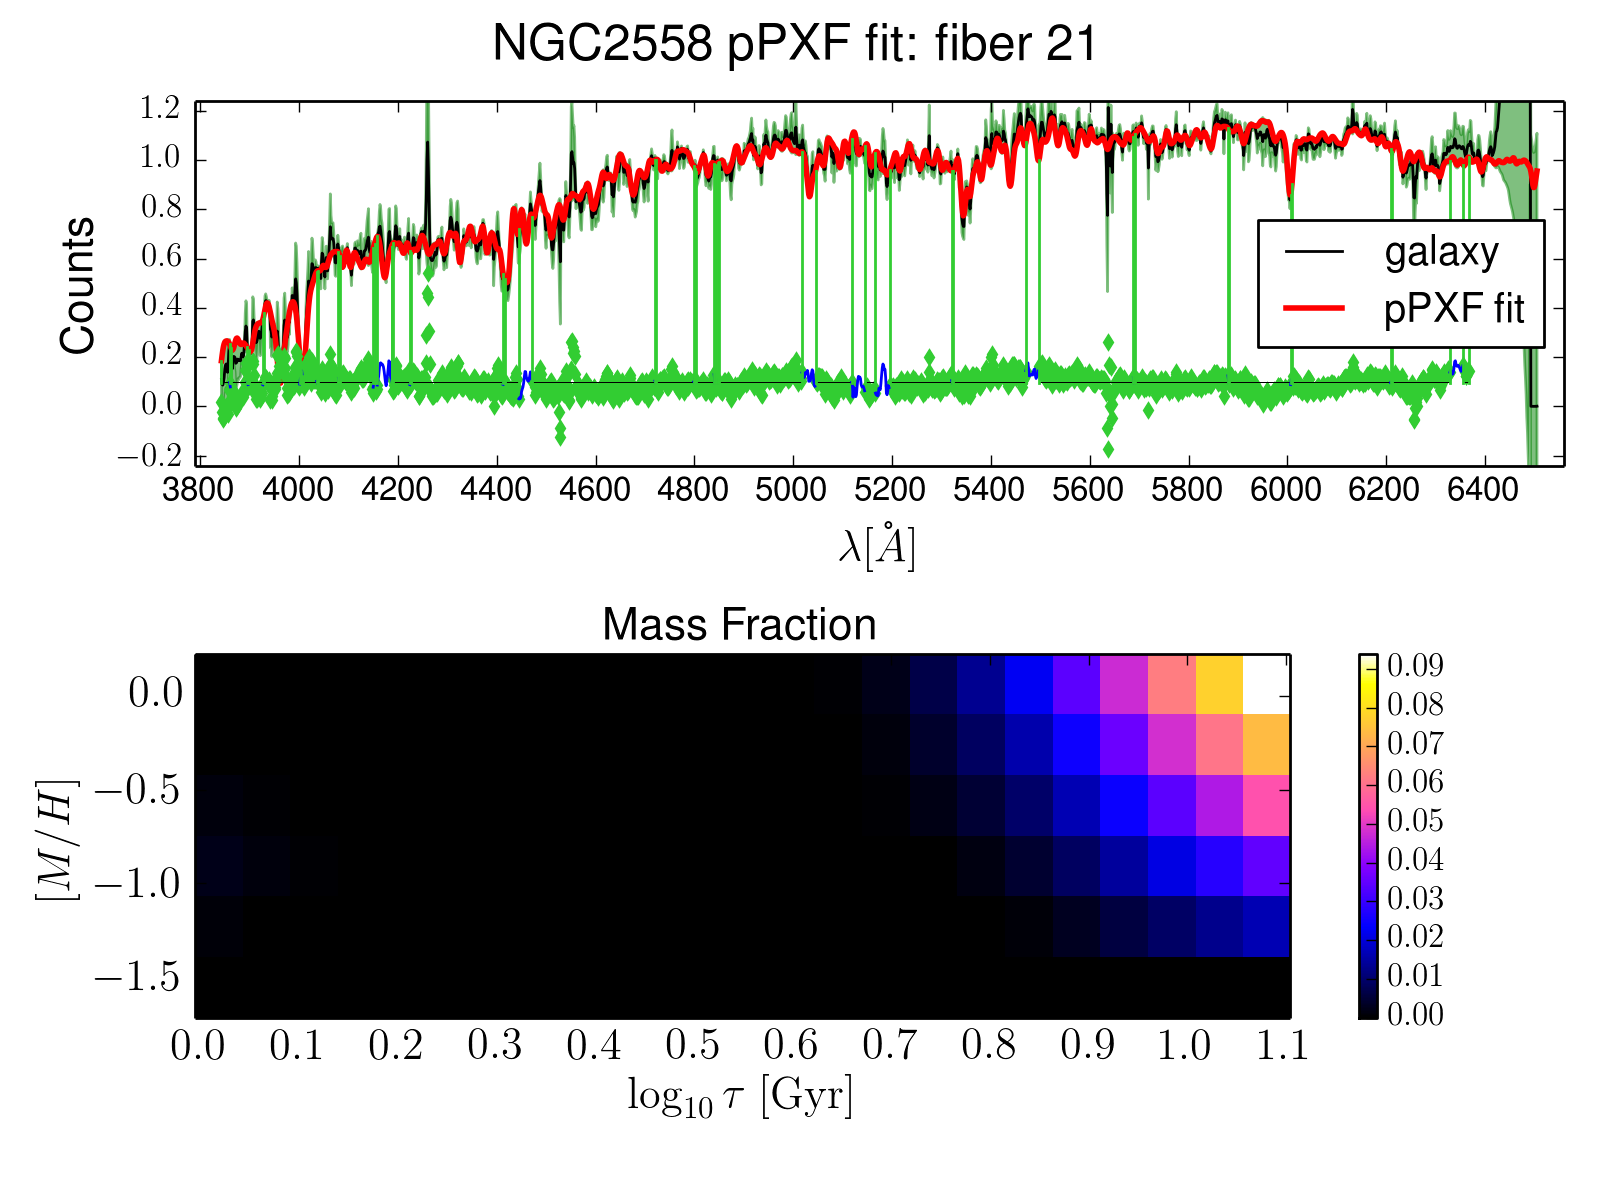 NGC2558 pPXF fit: fiber 21
1.2
1.0
0.8
0.6
0.4
0.2
0.0
−0.2
Counts
galaxy
pPXF fit
3800 4000 4200 4400 4600 4800 5000 5200 5400 5600 5800 6000 6200 6400
λ[Å]
Mass Fraction
0.0
−0.5
−1.0
−1.5
[M/H]
0.0 0.1 0.2 0.3 0.4 0.5 0.6 0.7 0.8 0.9 1.0 1.1
log₁₀ τ [Gyr]
0.09
0.08
0.07
0.06
0.05
0.04
0.03
0.02
0.01
0.00